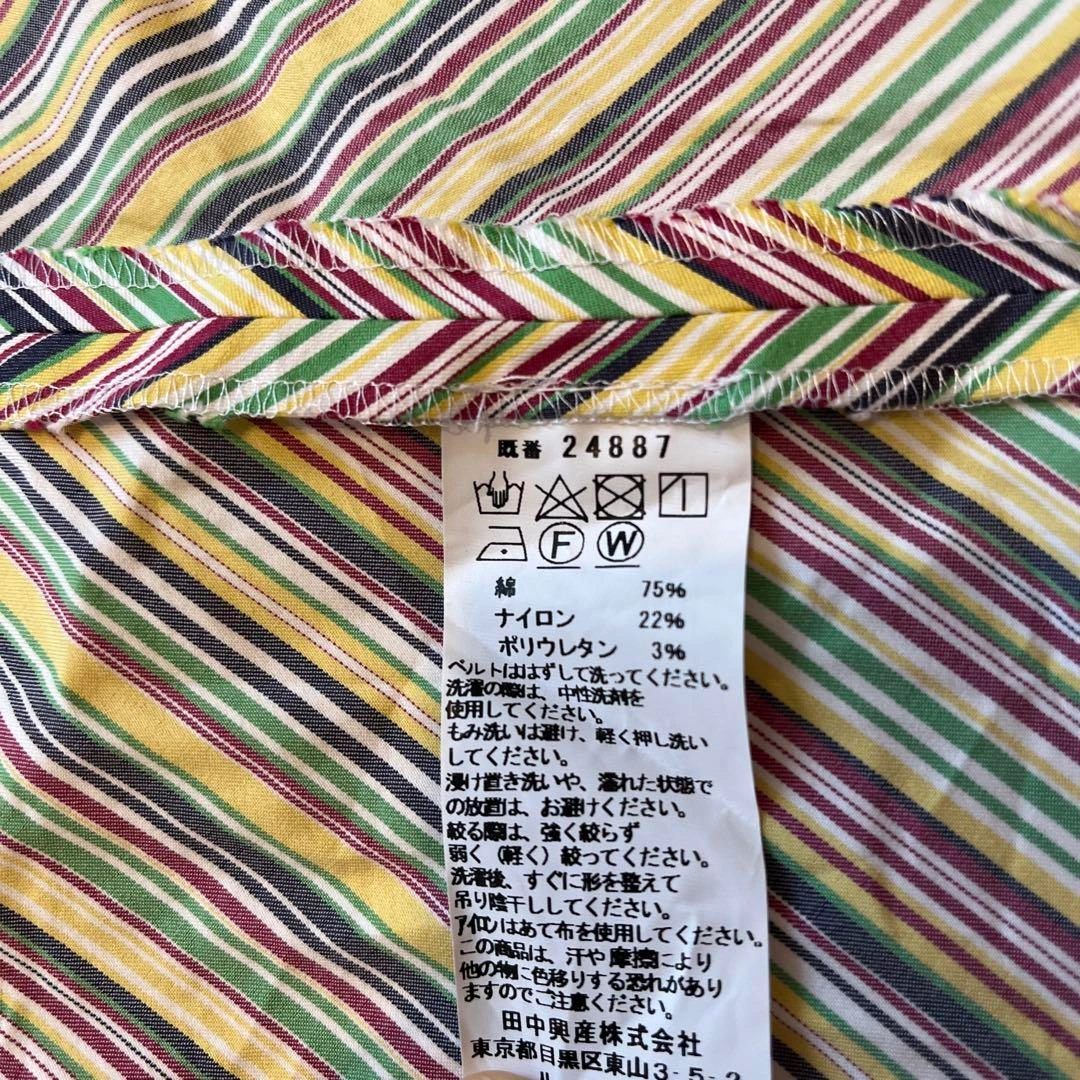 既番 24887
F W
綿 75%
ナイロン 22%
ポリウレタン 3%
ベルトははずして洗ってください。
洗濯の際は、中性洗剤を
使用してください。
もみ洗いは避け、軽く押し洗い
してください。
浸け置き洗いや、濡れた状態で
の放置は、お避けください。
絞る際は、強く絞らず
弱く（軽く）絞ってください。
洗濯後、すぐに形を整えて
吊り陰干ししてください。
アイロンはあて布を使用してください。
この商品は、汗や摩擦により
他の物に色移りする恐れがあり
ますのでご注意ください。
田中興産株式会社
東京都目黒区東山3-5-2